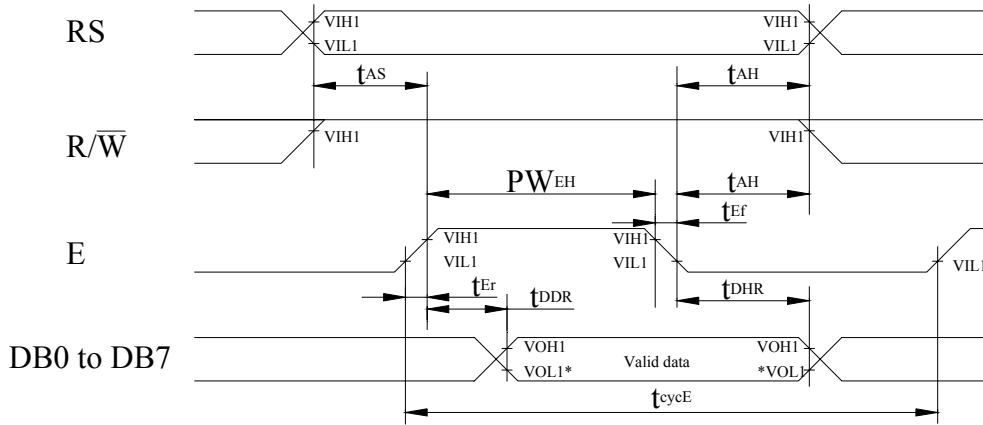 RS VIH1 VIH1
VIL1 VIL1
tAS tAH
R/W̅ VIH1 VIH1
PWEH tAH
tEf
E VIH1 VIH1
VIL1 VIL1 VIL1
tEr tDDR tDHR
DB0 to DB7 VOH1 Valid data VOH1
VOL1* *VOL1
tcycE